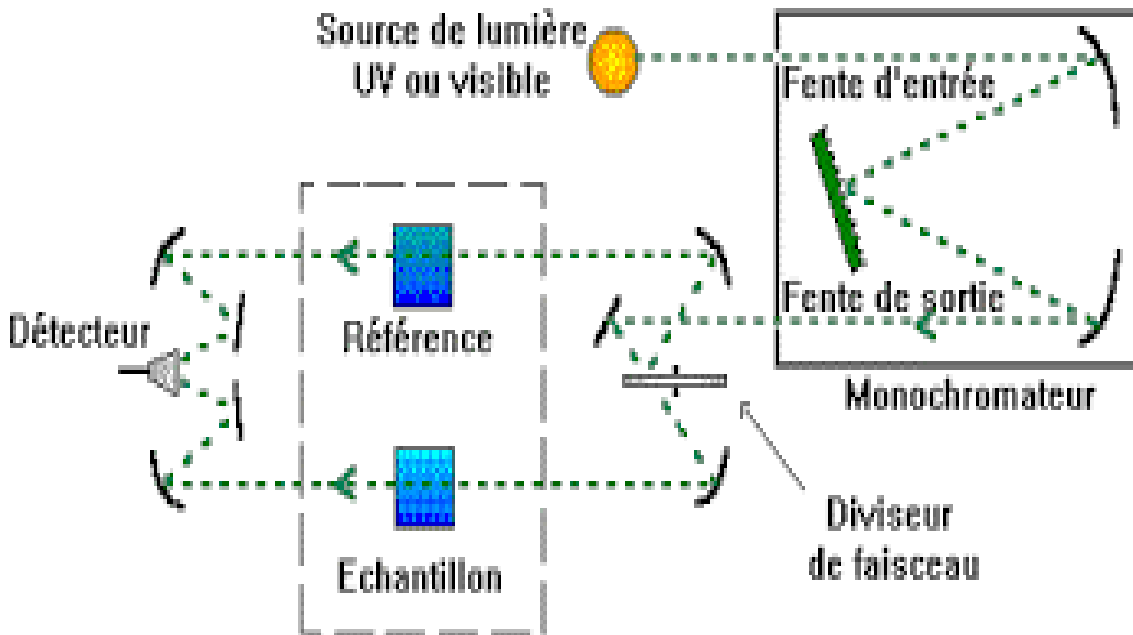 Source de lumière
UV ou visible
Fente d'entrée
Fente de sortie
Monochromateur
Détecteur
Référence
Echantillon
Diviseur
de faisceau